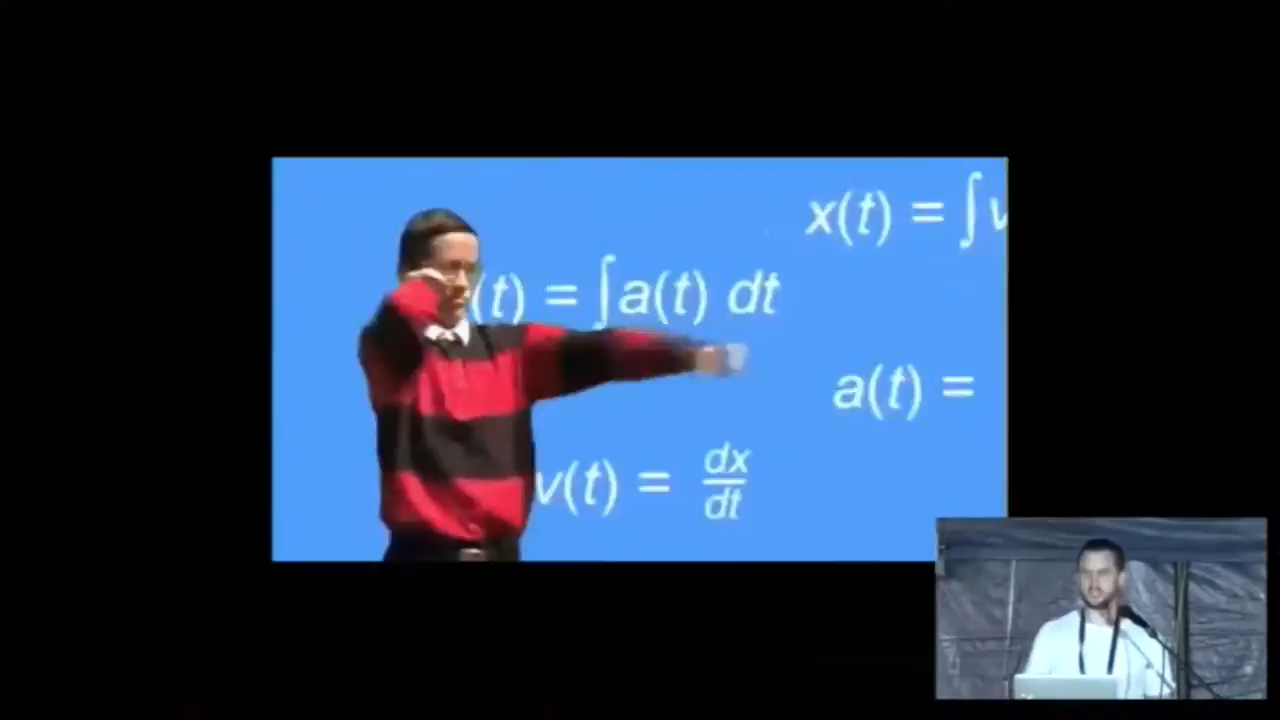 x(t) = ∫ v
(t) = ∫a(t) dt
a(t) =
v(t) = dx/dt